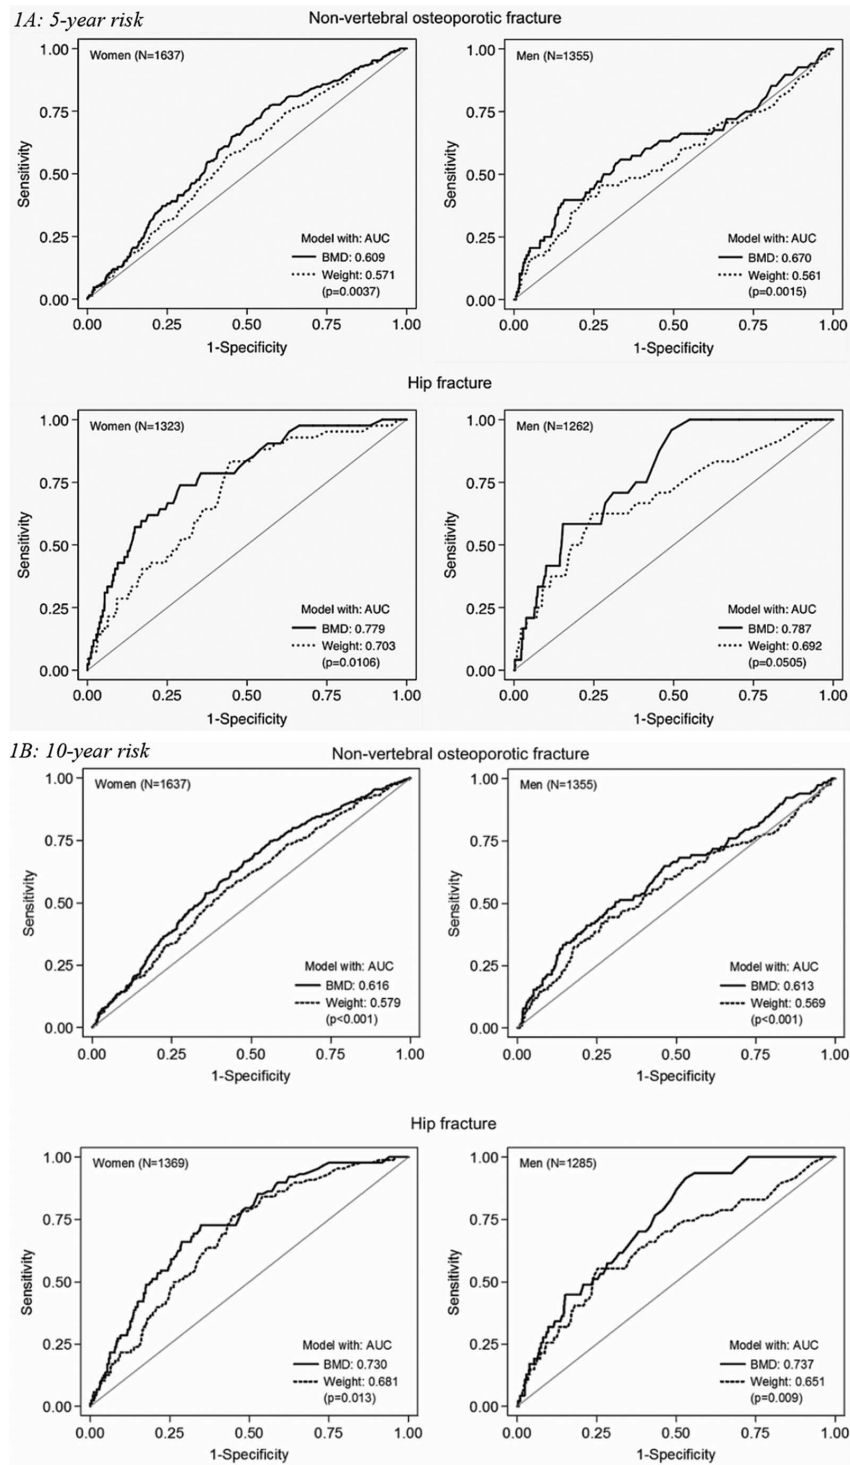 1A: 5-year risk
Non-vertebral osteoporotic fracture
Women (N=1637)
1.00
0.75
0.50
0.25
0.00
Sensitivity
Model with: AUC
BMD: 0.609
Weight: 0.571
(p=0.0037)
0.00 0.25 0.50 0.75 1.00
1-Specificity
Men (N=1355)
1.00
0.75
0.50
0.25
0.00
Sensitivity
Model with: AUC
BMD: 0.670
Weight: 0.561
(p=0.0015)
0.00 0.25 0.50 0.75 1.00
1-Specificity
Hip fracture
Women (N=1323)
1.00
0.75
0.50
0.25
0.00
Sensitivity
Model with: AUC
BMD: 0.779
Weight: 0.703
(p=0.0106)
0.00 0.25 0.50 0.75 1.00
1-Specificity
Men (N=1262)
1.00
0.75
0.50
0.25
0.00
Sensitivity
Model with: AUC
BMD: 0.787
Weight: 0.692
(p=0.0505)
0.00 0.25 0.50 0.75 1.00
1-Specificity
1B: 10-year risk
Non-vertebral osteoporotic fracture
Women (N=1637)
1.00
0.75
0.50
0.25
0.00
Sensitivity
Model with: AUC
BMD: 0.616
Weight: 0.579
(p<0.001)
0.00 0.25 0.50 0.75 1.00
1-Specificity
Men (N=1355)
1.00
0.75
0.50
0.25
0.00
Sensitivity
Model with: AUC
BMD: 0.613
Weight: 0.569
(p<0.001)
0.00 0.25 0.50 0.75 1.00
1-Specificity
Hip fracture
Women (N=1369)
1.00
0.75
0.50
0.25
0.00
Sensitivity
Model with: AUC
BMD: 0.730
Weight: 0.681
(p=0.013)
0.00 0.25 0.50 0.75 1.00
1-Specificity
Men (N=1285)
1.00
0.75
0.50
0.25
0.00
Sensitivity
Model with: AUC
BMD: 0.737
Weight: 0.651
(p=0.009)
0.00 0.25 0.50 0.75 1.00
1-Specificity